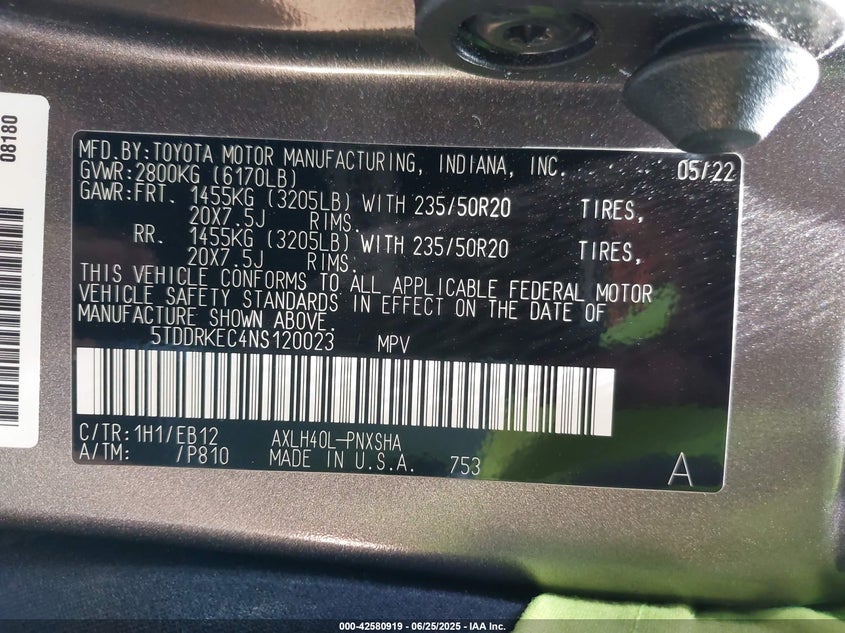 08180
MFD.BY:TOYOTA MOTOR MANUFACTURING, INDIANA, INC. 05/22
GVWR:2800KG (6170LB)
GAWR:FRT. 1455KG (3205LB) WITH 235/50R20 TIRES,
20X7.5J RIMS.
RR. 1455KG (3205LB) WITH 235/50R20 TIRES,
20X7.5J RIMS.
THIS VEHICLE CONFORMS TO ALL APPLICABLE FEDERAL MOTOR
VEHICLE SAFETY STANDARDS IN EFFECT ON THE DATE OF
MANUFACTURE SHOWN ABOVE.
5TDDRKEC4NS120023 MPV
C/TR:1H1/EB12 AXLH40L-PNXSHA
A/TM: /P810 MADE IN U.S.A. 753 A
000-42580919 - 06/25/2025 - IAA Inc.